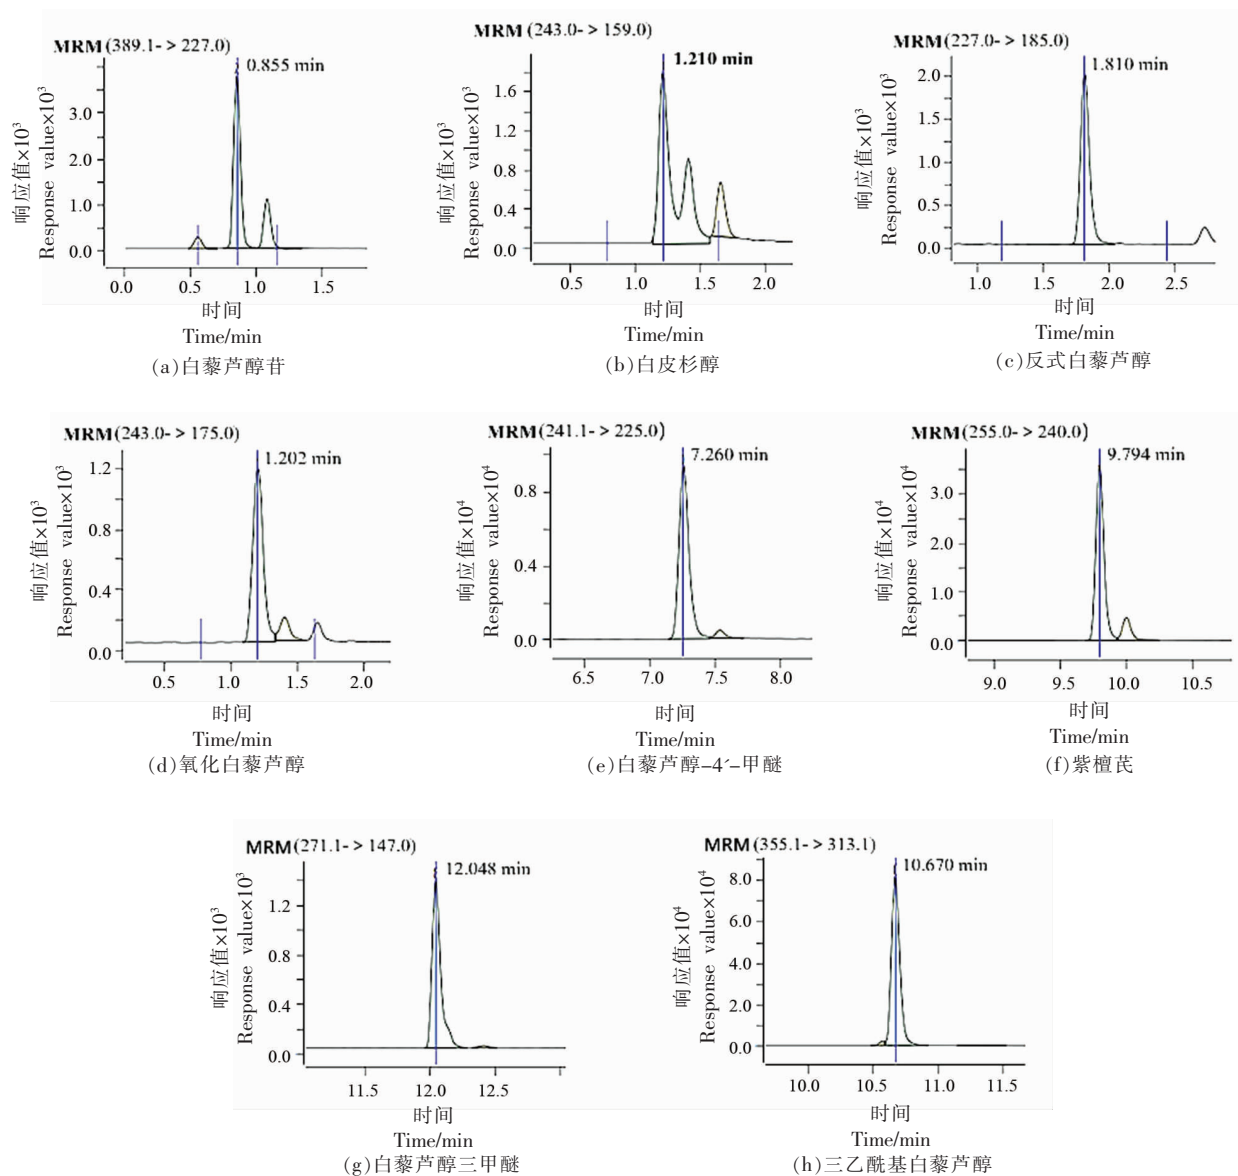 MRM(389.1- > 227.0)
0.855 min
响应值×10³
Response value×10³
3.0
2.0
1.0
0.0
0.0 0.5 1.0 1.5
时间
Time/min
(a)白藜芦醇苷
MRM(243.0- > 159.0)
1.210 min
响应值×10³
Response value×10³
1.6
1.2
0.8
0.4
0.0
0.5 1.0 1.5 2.0
时间
Time/min
(b)白皮杉醇
MRM(227.0- > 185.0)
1.810 min
响应值×10³
Response value×10³
2.0
1.5
1.0
0.5
0.0
1.0 1.5 2.0 2.5
时间
Time/min
(c)反式白藜芦醇
MRM(243.0- > 175.0)
1.202 min
响应值×10³
Response value×10³
1.2
0.8
0.4
0.0
0.5 1.0 1.5 2.0
时间
Time/min
(d)氧化白藜芦醇
MRM(241.1- > 225.0)
7.260 min
响应值×10⁴
Response value×10⁴
0.8
0.4
0.0
6.5 7.0 7.5 8.0
时间
Time/min
(e)白藜芦醇–4´–甲醚
MRM(255.0- > 240.0)
9.794 min
响应值×10⁴
Response value×10⁴
3.0
2.0
1.0
0.0
9.0 9.5 10.0 10.5
时间
Time/min
(f)紫檀芪
MRM(271.1- > 147.0)
12.048 min
响应值×10³
Response value×10³
1.2
0.8
0.4
0.0
11.5 12.0 12.5
时间
Time/min
(g)白藜芦醇三甲醚
MRM(355.1- > 313.1)
10.670 min
响应值×10⁴
Response value×10⁴
8.0
6.0
4.0
2.0
0.0
10.0 10.5 11.0 11.5
时间
Time/min
(h)三乙酰基白藜芦醇